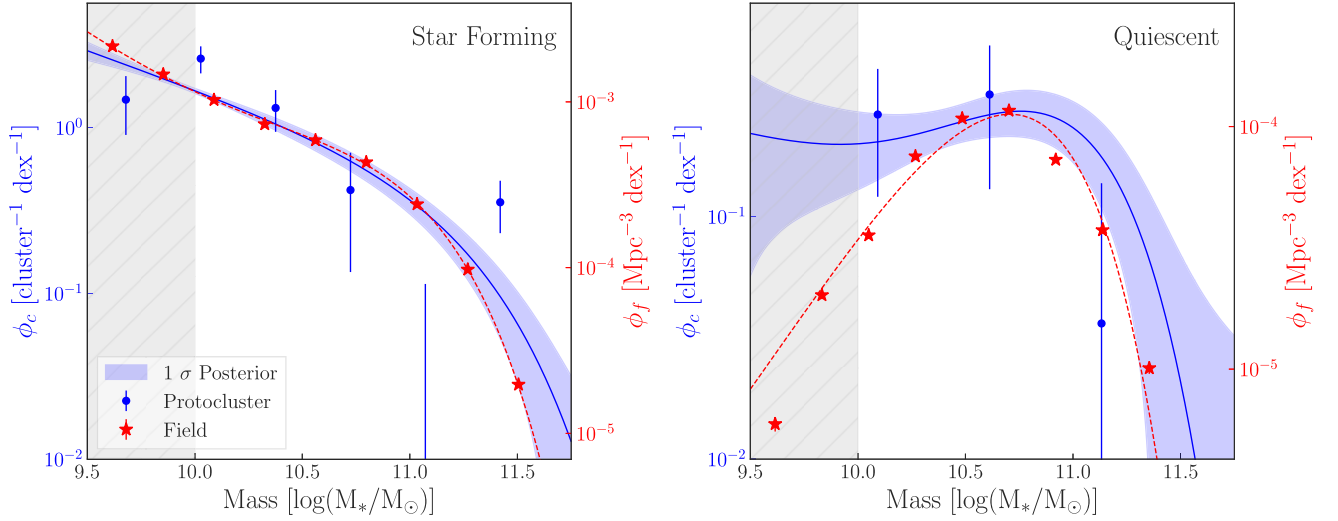 Star Forming
10⁰
10⁻¹
10⁻²
ϕ_c [cluster⁻¹ dex⁻¹]
10⁻³
10⁻⁴
10⁻⁵
ϕ_f [Mpc⁻³ dex⁻¹]
1 σ Posterior
Protocluster
Field
9.5 10.0 10.5 11.0 11.5
Mass [log(M_*/M_⊙)]
Quiescent
10⁻¹
10⁻²
ϕ_c [cluster⁻¹ dex⁻¹]
10⁻⁴
10⁻⁵
ϕ_f [Mpc⁻³ dex⁻¹]
9.5 10.0 10.5 11.0 11.5
Mass [log(M_*/M_⊙)]